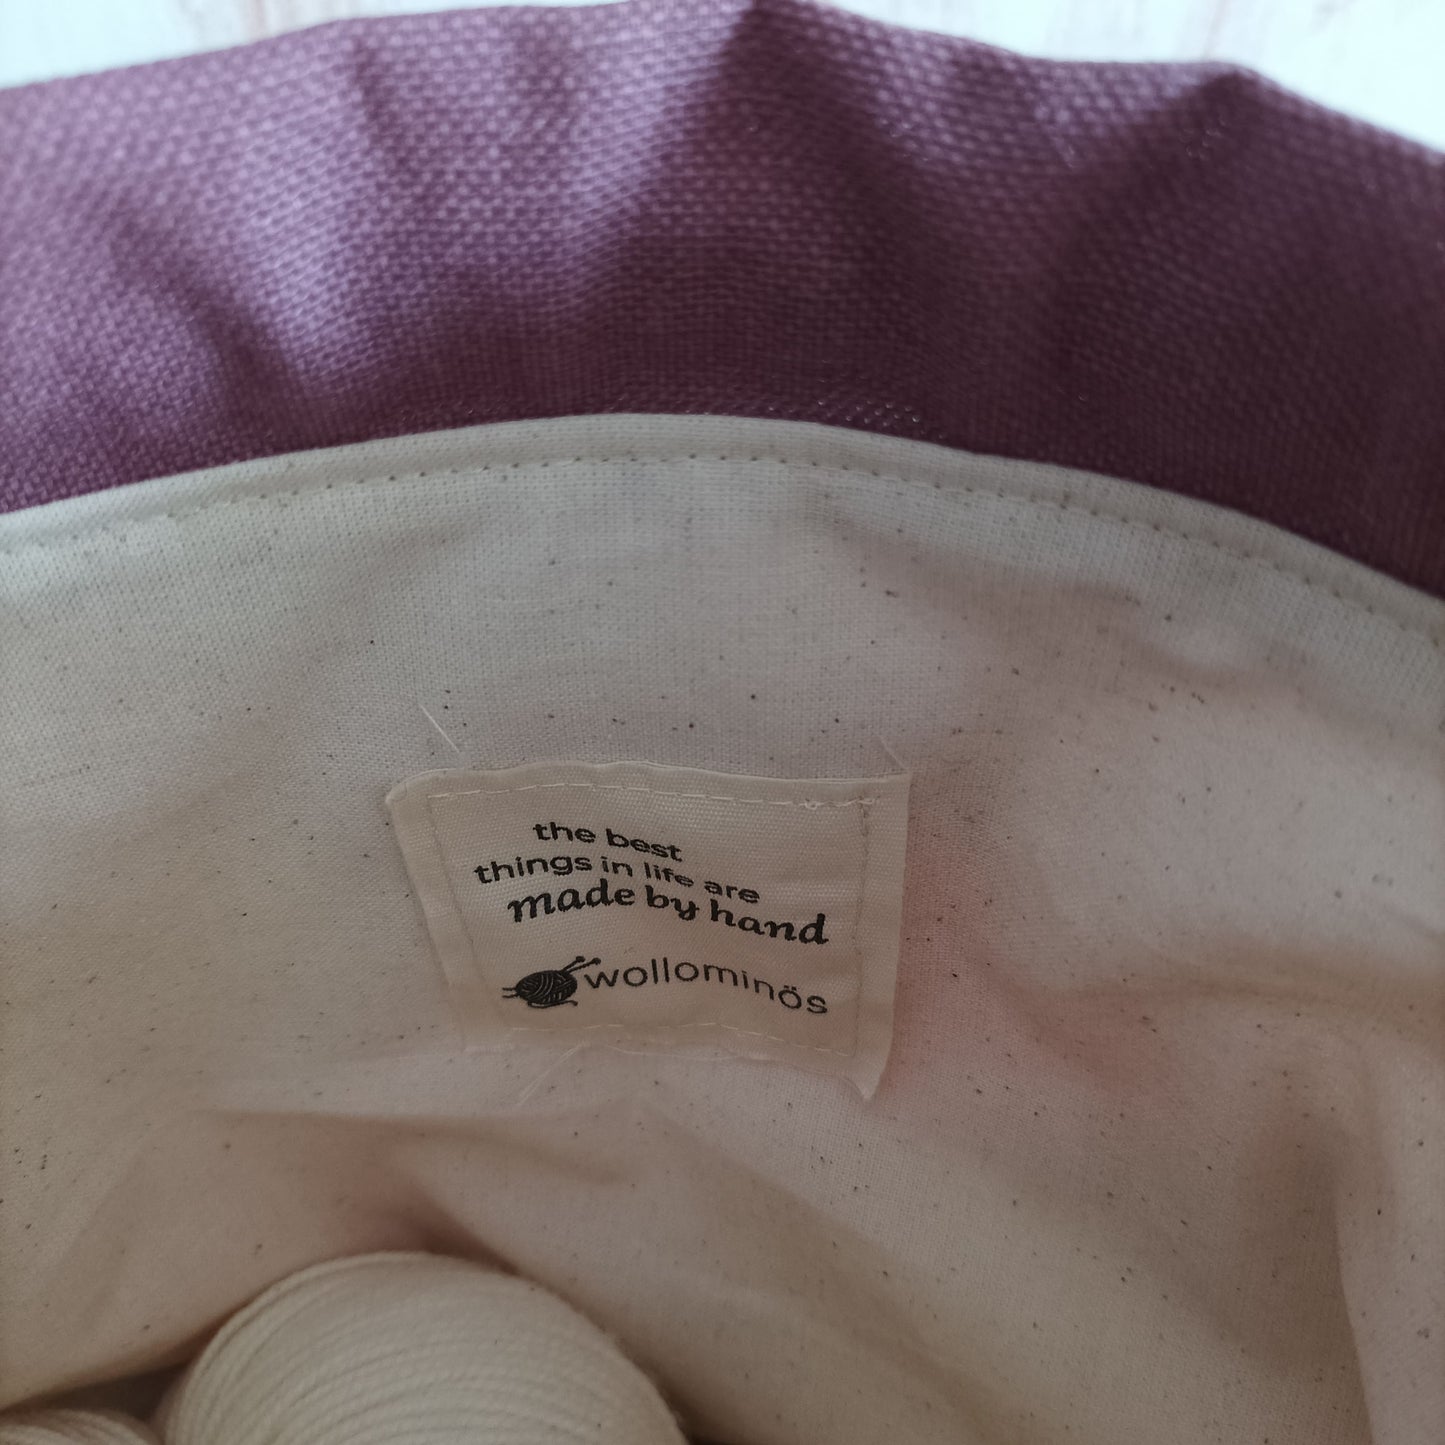 the best
things in life are
made by hand
wollominös